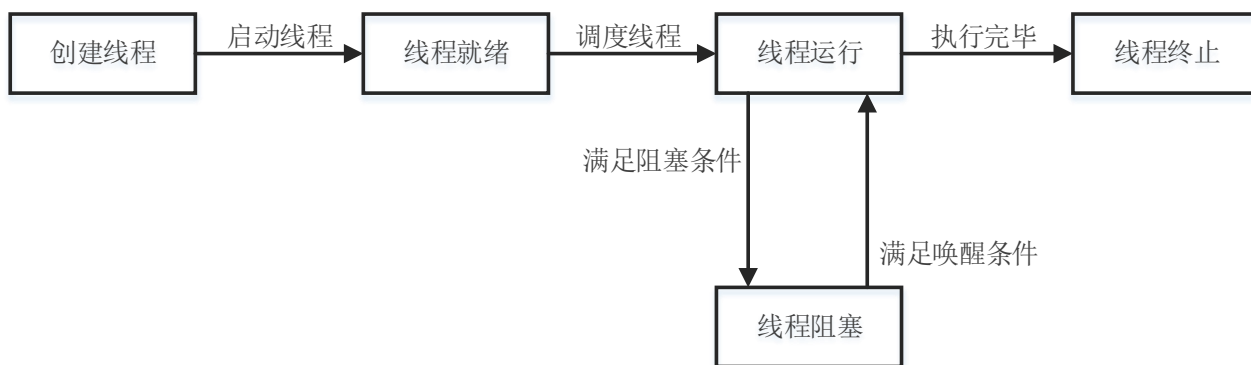 创建线程
启动线程
线程就绪
调度线程
线程运行
执行完毕
线程终止
满足阻塞条件
满足唤醒条件
线程阻塞